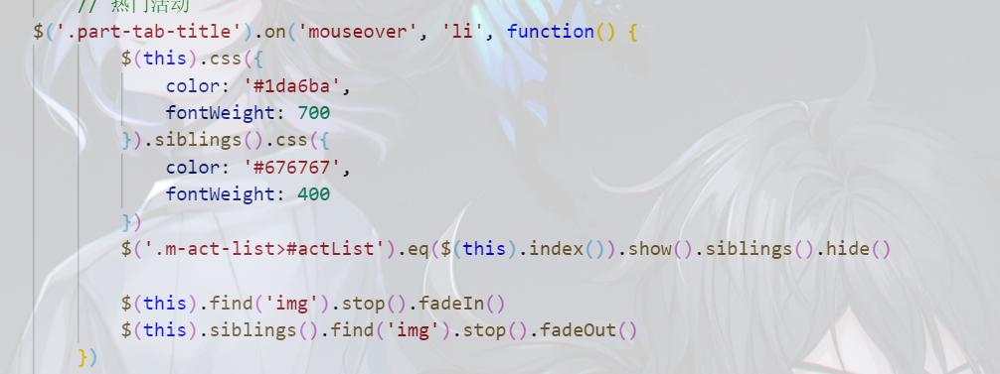 // 热门活动
$('.part-tab-title').on('mouseover', 'li', function() {
$(this).css({
color: '#1da6ba',
fontWeight: 700
}).siblings().css({
color: '#676767',
fontWeight: 400
})
$('.m-act-list>#actList').eq($(this).index()).show().siblings().hide()
$(this).find('img').stop().fadeIn()
$(this).siblings().find('img').stop().fadeOut()
})